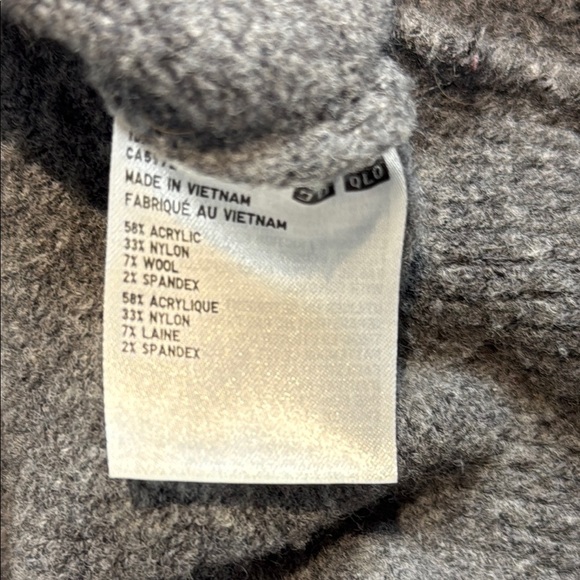 MADE IN VIETNAM
FABRIQUÉ AU VIETNAM
QLO
58% ACRYLIC
33% NYLON
7% WOOL
2% SPANDEX
58% ACRYLIQUE
33% NYLON
7% LAINE
2% SPANDEX